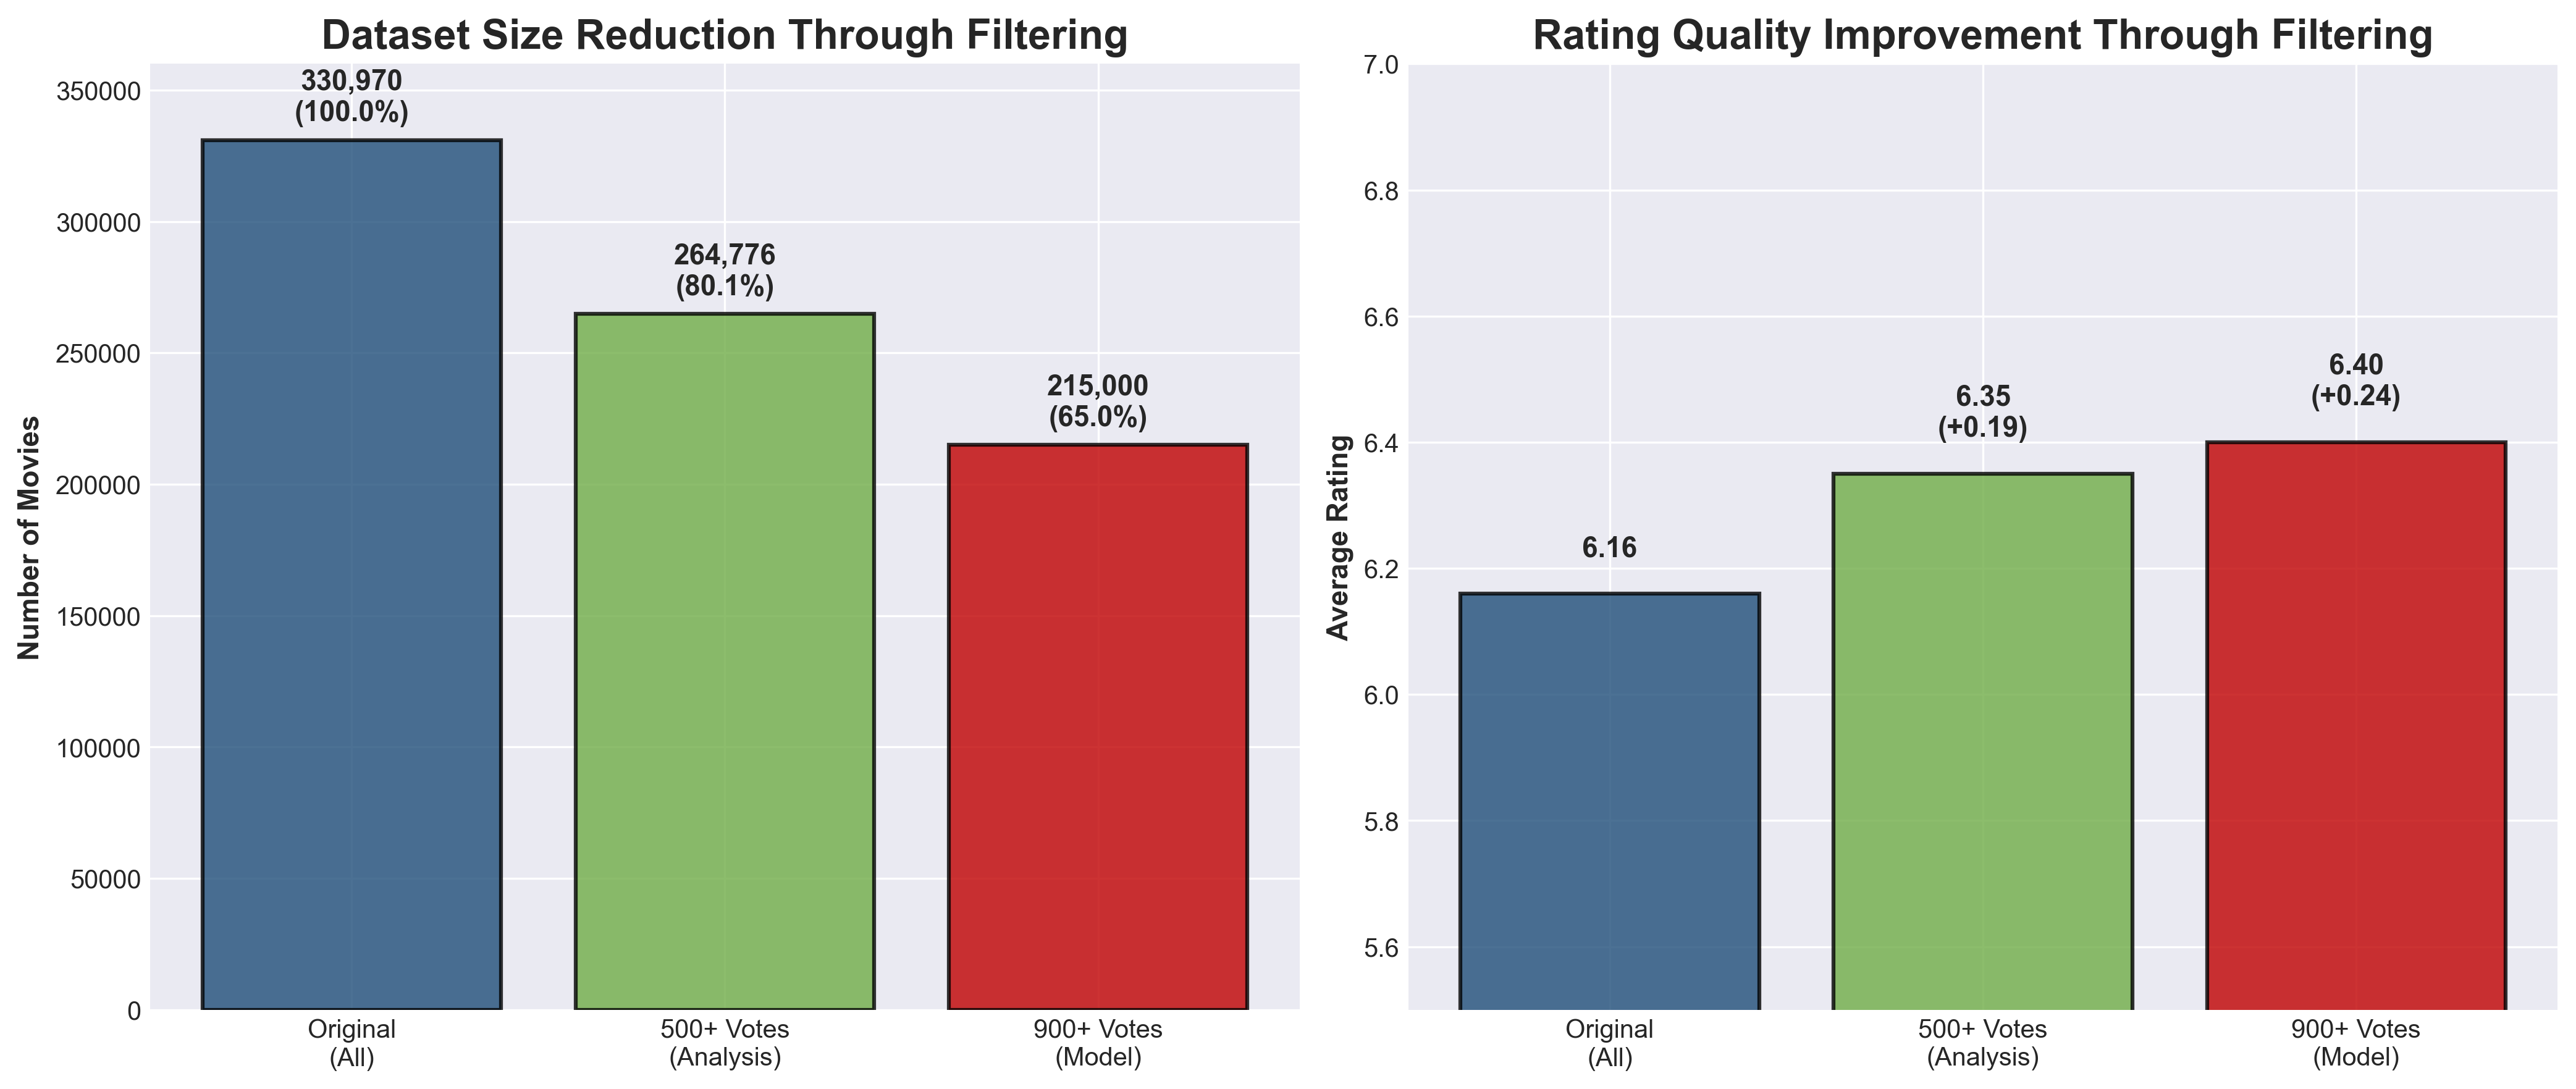 Dataset Size Reduction Through Filtering
Number of Movies
350000
300000
250000
200000
150000
100000
50000
0
330,970
(100.0%)
264,776
(80.1%)
215,000
(65.0%)
Original
(All)
500+ Votes
(Analysis)
900+ Votes
(Model)
Rating Quality Improvement Through Filtering
Average Rating
7.0
6.8
6.6
6.4
6.2
6.0
5.8
5.6
6.16
6.35
(+0.19)
6.40
(+0.24)
Original
(All)
500+ Votes
(Analysis)
900+ Votes
(Model)